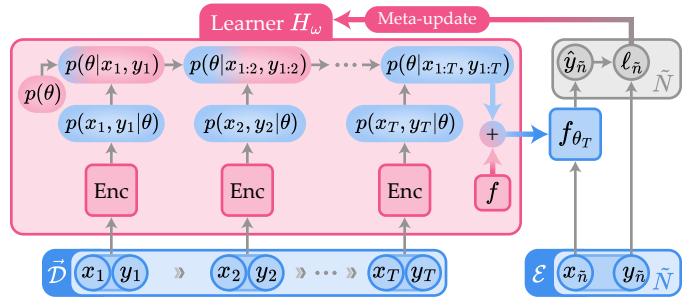 Learner H_ω
Meta-update
p(θ|x_1, y_1) p(θ|x_{1:2}, y_{1:2}) ··· p(θ|x_{1:T}, y_{1:T})
p(θ)
p(x_1, y_1|θ) p(x_2, y_2|θ) p(x_T, y_T|θ)
+
Enc Enc Enc f
ŷ_ñ ℓ_ñ
Ñ
f_{θ_T}
𝒟⃗ x_1 y_1 » x_2 y_2 » ··· » x_T y_T
ℰ x_ñ y_ñ Ñ